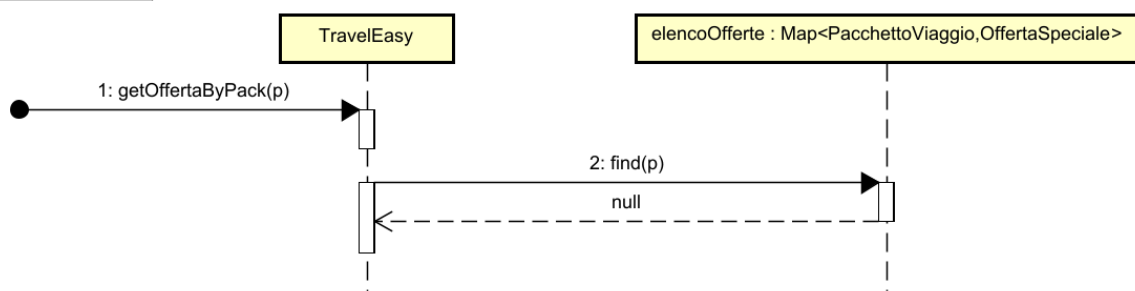 TravelEasy
elencoOfferte : Map<PacchettoViaggio,OffertaSpeciale>
1: getOffertaByPack(p)
2: find(p)
null